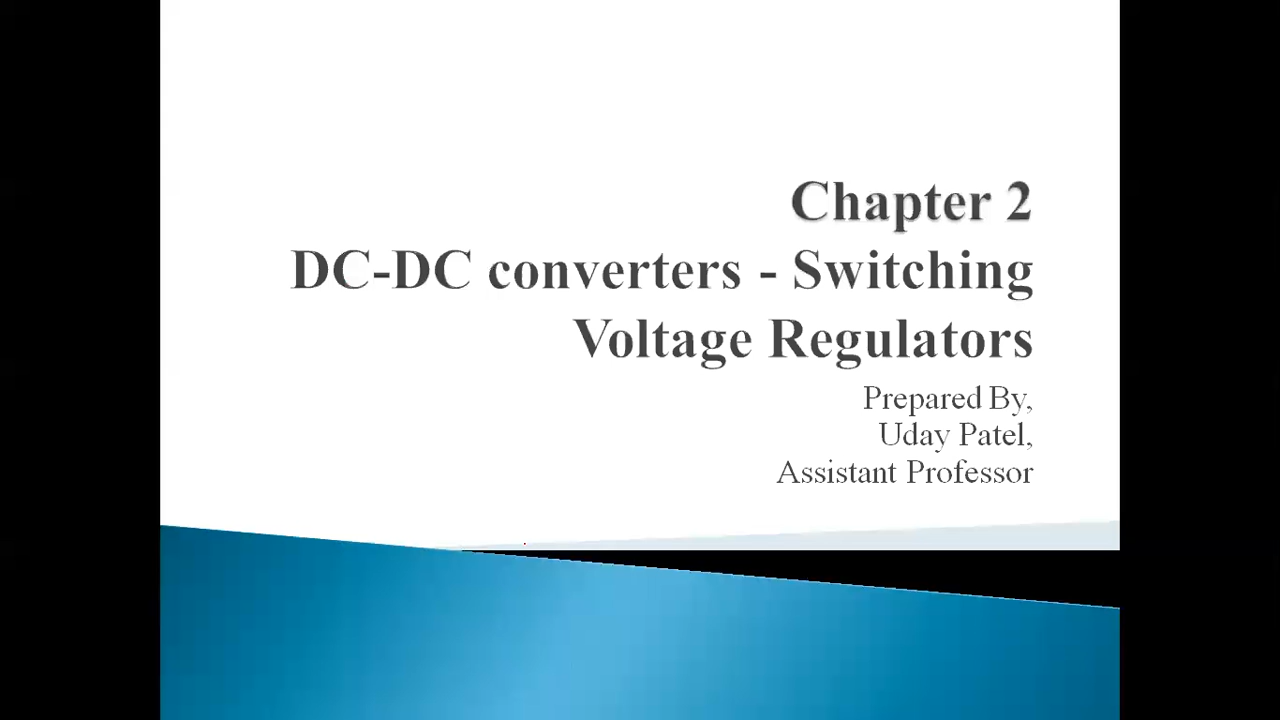 Chapter 2
DC-DC converters - Switching
Voltage Regulators
Prepared By,
Uday Patel,
Assistant Professor